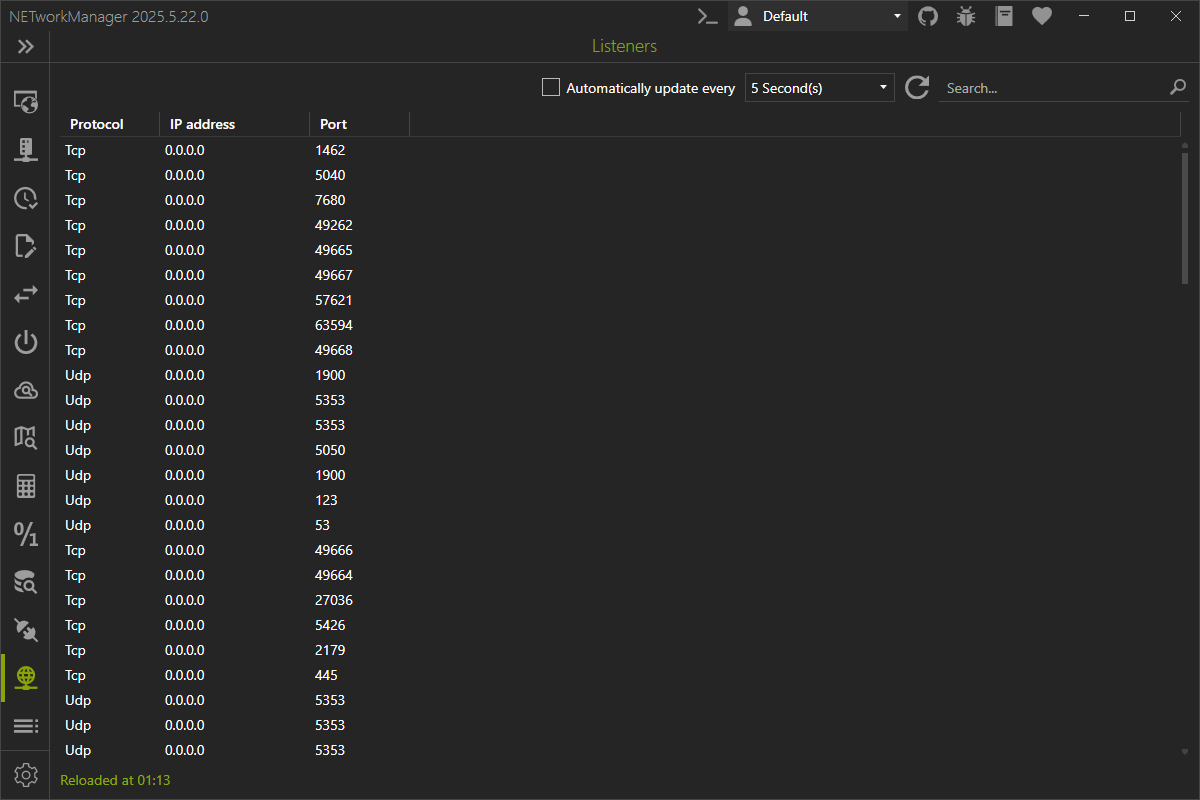 NETworkManager 2025.5.22.0
Default
Listeners
Automatically update every 5 Second(s) Search...
Protocol IP address Port
Tcp 0.0.0.0 1462
Tcp 0.0.0.0 5040
Tcp 0.0.0.0 7680
Tcp 0.0.0.0 49262
Tcp 0.0.0.0 49665
Tcp 0.0.0.0 49667
Tcp 0.0.0.0 57621
Tcp 0.0.0.0 63594
Tcp 0.0.0.0 49668
Udp 0.0.0.0 1900
Udp 0.0.0.0 5353
Udp 0.0.0.0 5353
Udp 0.0.0.0 5050
Udp 0.0.0.0 1900
Udp 0.0.0.0 123
Udp 0.0.0.0 53
Tcp 0.0.0.0 49666
Tcp 0.0.0.0 49664
Tcp 0.0.0.0 27036
Tcp 0.0.0.0 5426
Tcp 0.0.0.0 2179
Tcp 0.0.0.0 445
Udp 0.0.0.0 5353
Udp 0.0.0.0 5353
Udp 0.0.0.0 5353
Reloaded at 01:13